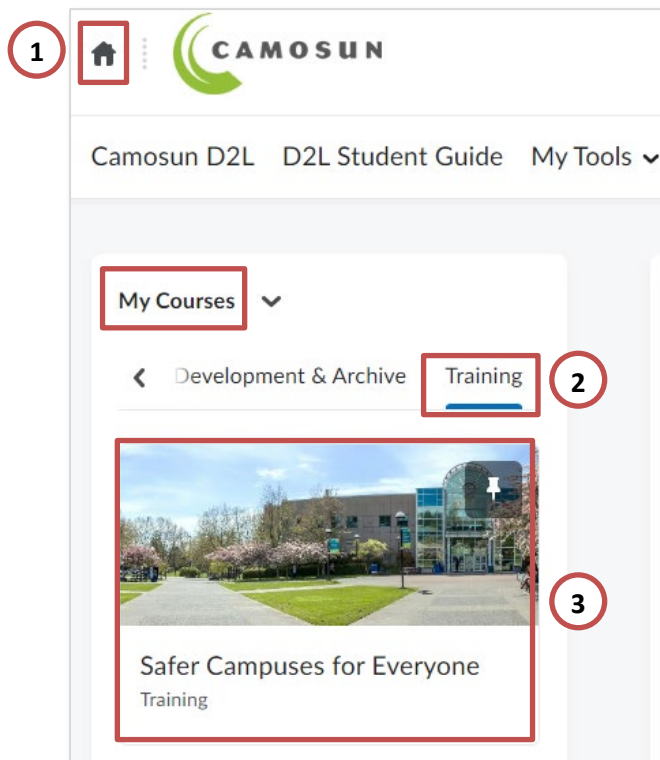 1
CAMOSUN
Camosun D2L D2L Student Guide My Tools
My Courses
Development & Archive Training
2
3
Safer Campuses for Everyone
Training